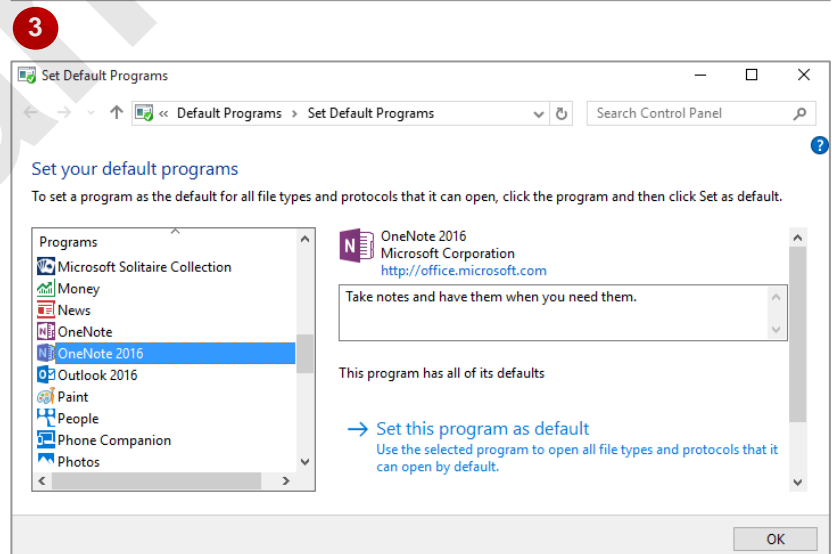 3
Set Default Programs
« Default Programs > Set Default Programs
Search Control Panel
?
Set your default programs
To set a program as the default for all file types and protocols that it can open, click the program and then click Set as default.
Programs
Microsoft Solitaire Collection
Money
News
OneNote
OneNote 2016
Outlook 2016
Paint
People
Phone Companion
Photos
OneNote 2016
Microsoft Corporation
http://office.microsoft.com
Take notes and have them when you need them.
This program has all of its defaults
Set this program as default
Use the selected program to open all file types and protocols that it
can open by default.
OK